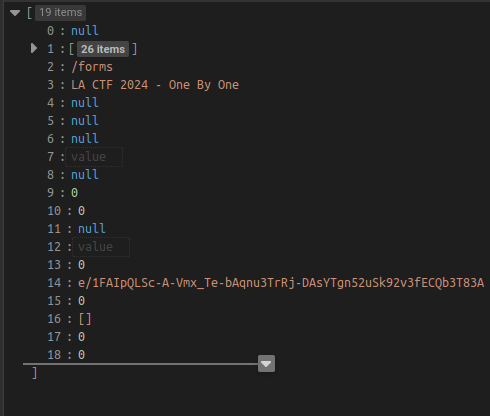 [ 19 items
0 : null
1 : [ 26 items ]
2 : /forms
3 : LA CTF 2024 - One By One
4 : null
5 : null
6 : null
7 : value
8 : null
9 : 0
10 : 0
11 : null
12 : value
13 : 0
14 : e/1FAIpQLSc-A-Vmx_Te-bAqnu3TrRj-DAsYTgn52uSk92v3fECQb3T83A
15 : 0
16 : []
17 : 0
18 : 0
]